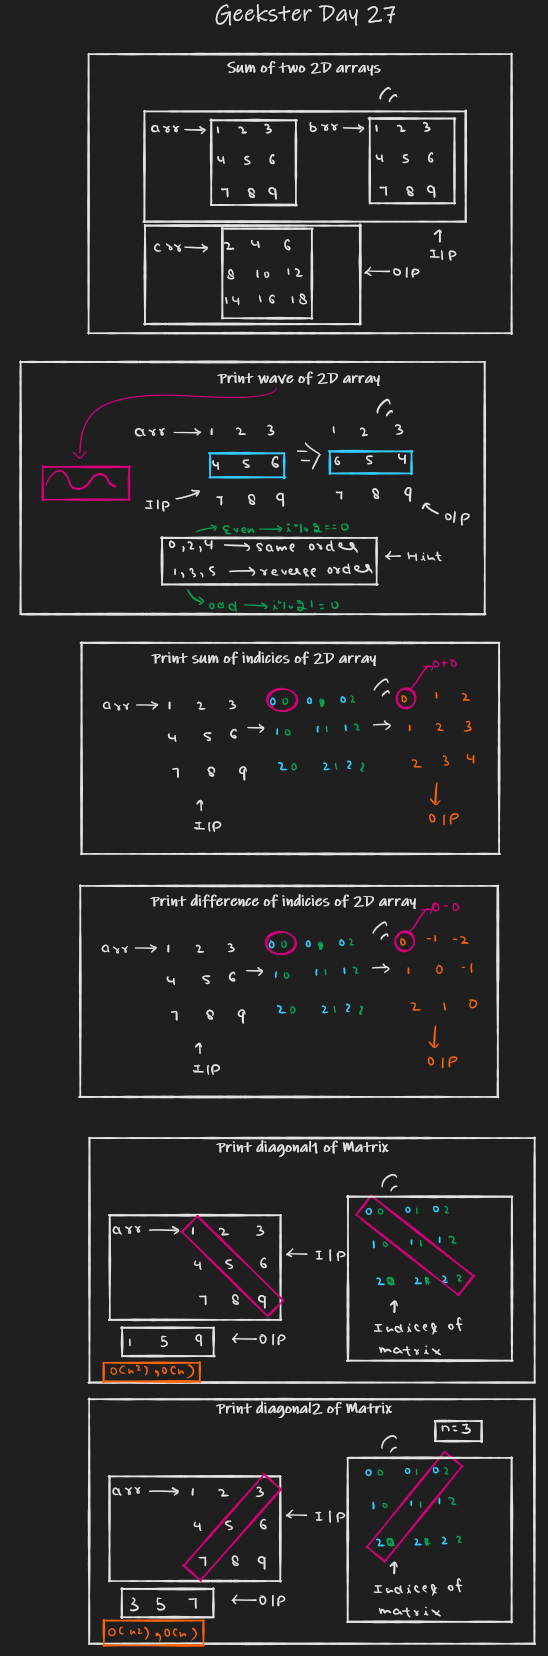 Geekster Day 27
Sum of two 2D arrays
arr → 1 2 3 brr → 1 2 3
4 5 6 4 5 6
7 8 9 7 8 9
I/P
crr → 2 4 6
8 10 12
14 16 18
← O/P
Print wave of 2D array
arr → 1 2 3 1 2 3
4 5 6 => 6 5 4
I/P → 7 8 9 7 8 9
O/P
Even → i%2==0
0,2,4 → same order
1,3,5 → reverse order
← Hint
odd → i%2!=0
Print sum of indicies of 2D array
0+0
arr → 1 2 3 00 01 02 0 1 2
4 5 6 → 10 11 12 → 1 2 3
7 8 9 20 21 22 2 3 4
I/P
O/P
Print difference of indicies of 2D array
0-0
arr → 1 2 3 00 01 02 0 -1 -2
4 5 6 → 10 11 12 → 1 0 -1
7 8 9 20 21 22 2 1 0
I/P
O/P
Print diagonal1 of Matrix
arr → 1 2 3
4 5 6
7 8 9
← I/P
00 01 02
10 11 12
20 21 22
Indices of
matrix
1 5 9 ← O/P
O(n²), O(n)
Print diagonal2 of Matrix
n=3
arr → 1 2 3
4 5 6
7 8 9
← I/P
00 01 02
10 11 12
20 21 22
Indices of
matrix
3 5 7 ← O/P
O(n²), O(n)